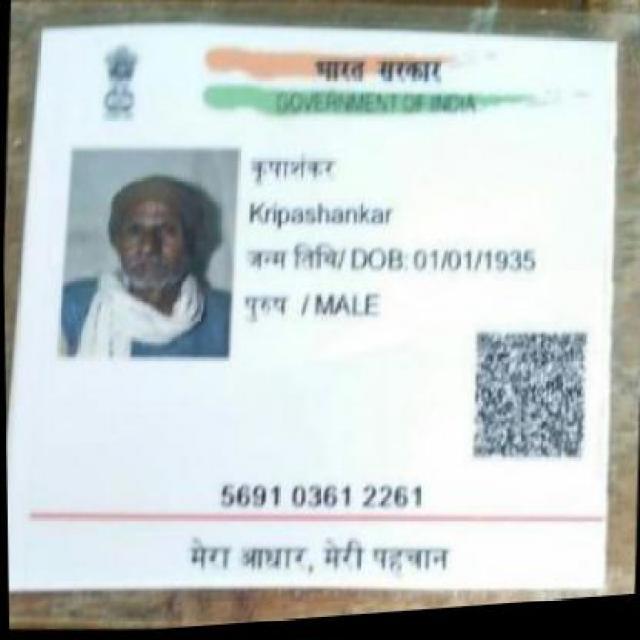 भारत सरकार
GOVERNMENT OF INDIA
कृपाशंकर
Kripashankar
जन्म तिथि/ DOB: 01/01/1935
पुरुष / MALE
5691 0361 2261
मेरा आधार, मेरी पहचान